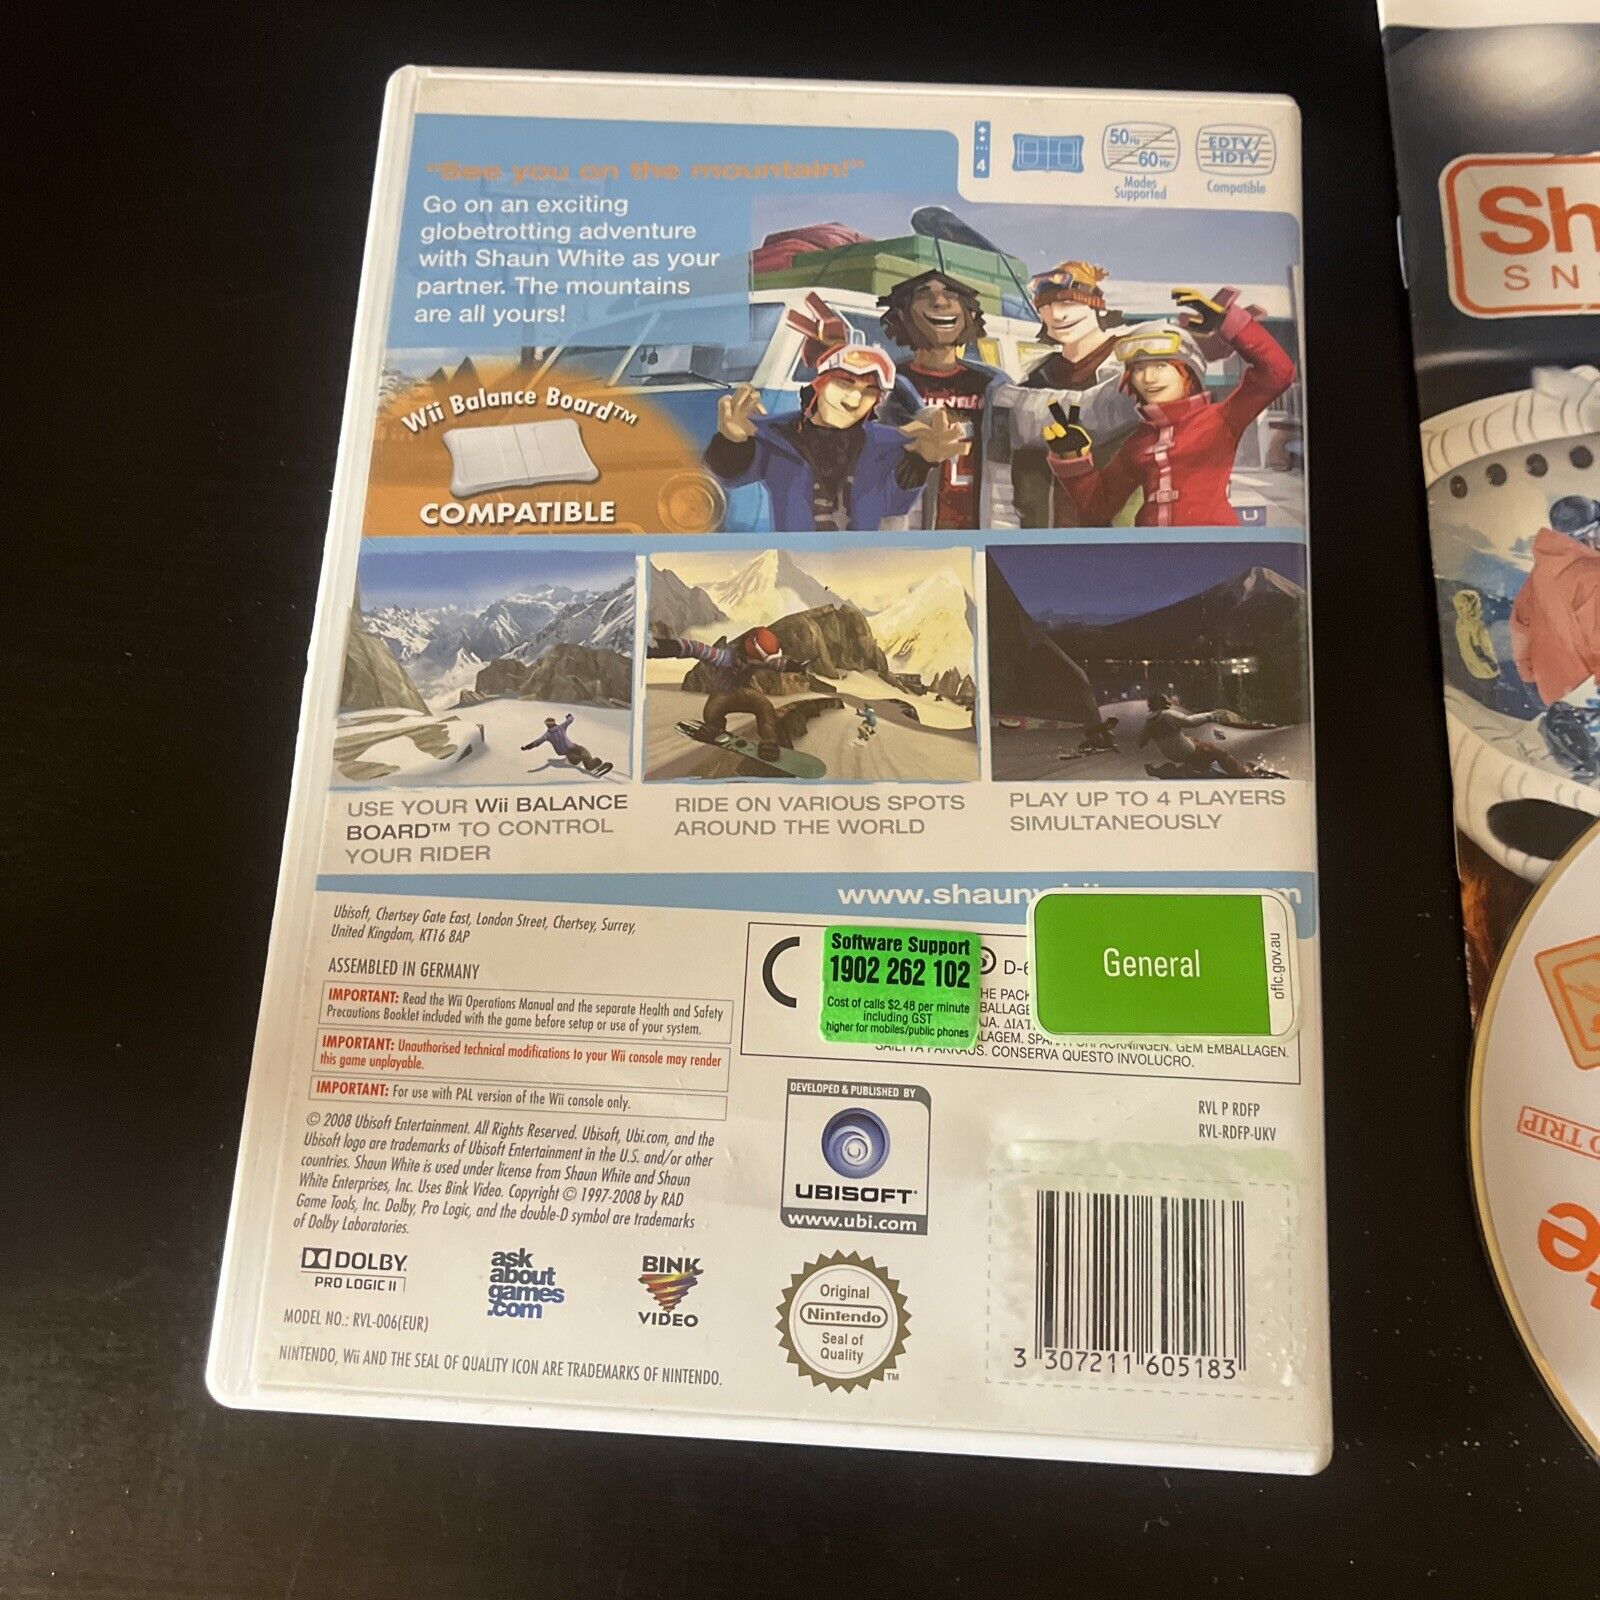 "See you on the mountain!"
Go on an exciting
globetrotting adventure
with Shaun White as your
partner. The mountains
are all yours!
4
50Hz
60Hz
Modes
Supported
EDTV/
HDTV
Compatible
Wii Balance Board™
COMPATIBLE
USE YOUR Wii BALANCE
BOARD™ TO CONTROL
YOUR RIDER
RIDE ON VARIOUS SPOTS
AROUND THE WORLD
PLAY UP TO 4 PLAYERS
SIMULTANEOUSLY
www.shaun
m
Ubisoft, Chertsey Gate East, London Street, Chertsey, Surrey,
United Kingdom, KT16 8AP
ASSEMBLED IN GERMANY
IMPORTANT: Read the Wii Operations Manual and the separate Health and Safety
Precautions Booklet included with the game before setup or use of your system.
IMPORTANT: Unauthorised technical modifications to your Wii console may render
this game unplayable.
IMPORTANT: For use with PAL version of the Wii console only.
© 2008 Ubisoft Entertainment. All Rights Reserved. Ubisoft, Ubi.com, and the
Ubisoft logo are trademarks of Ubisoft Entertainment in the U.S. and/or other
countries. Shaun White is used under license from Shaun White and Shaun
White Enterprises, Inc. Uses Bink Video. Copyright © 1997-2008 by RAD
Game Tools, Inc. Dolby, Pro Logic, and the double-D symbol are trademarks
of Dolby Laboratories.
DOLBY
PRO LOGIC II
ask
about
games
.com
BINK
VIDEO
MODEL NO.: RVL-006(EUR)
NINTENDO, Wii AND THE SEAL OF QUALITY ICON ARE TRADEMARKS OF NINTENDO.
Software Support
1902 262 102
Cost of calls $2.48 per minute
including GST
higher for mobiles/public phones
D-6
General
oflc.gov.au
HE PACK
BALLAGE
GEM EMBALLAGEN.
CONSERVA QUESTO INVOLUCRO.
DEVELOPED & PUBLISHED BY
UBISOFT
www.ubi.com
RVL P RDFP
RVL-RDFP-UKV
Original
Nintendo
Seal of
Quality
TM
3 307211 605183
Sh
SN
O TRIP
te